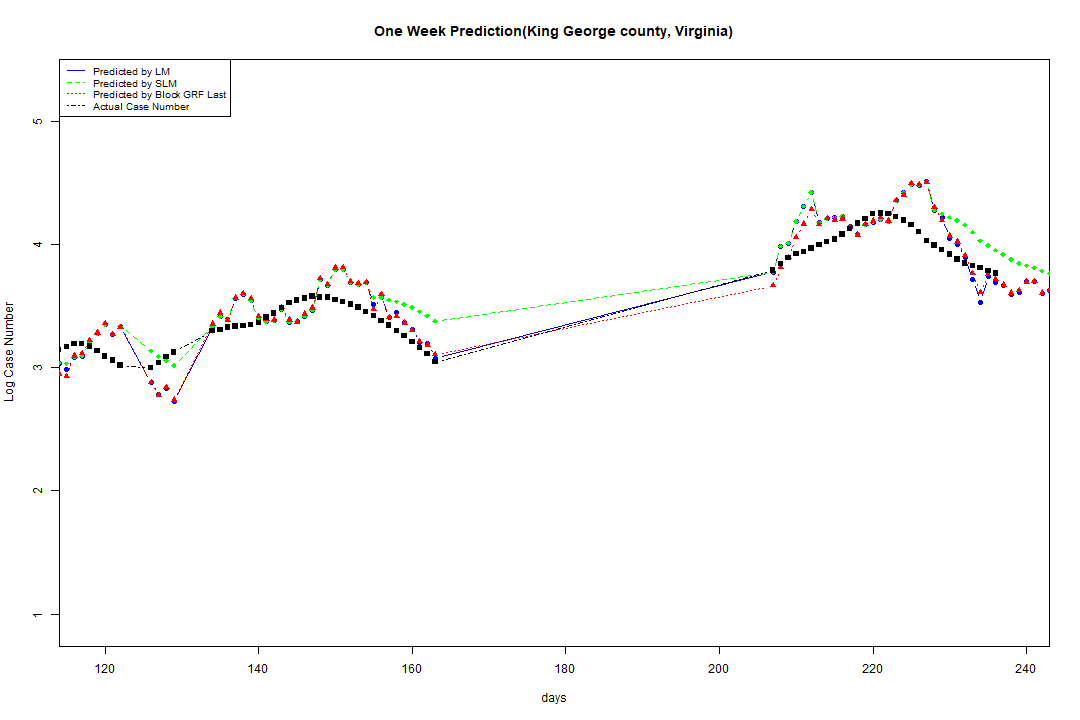 One Week Prediction(King George county, Virginia)
Predicted by LM
Predicted by SLM
Predicted by Block GRF Last
Actual Case Number
5
4
3
2
1
Log Case Number
120 140 160 180 200 220 240
days